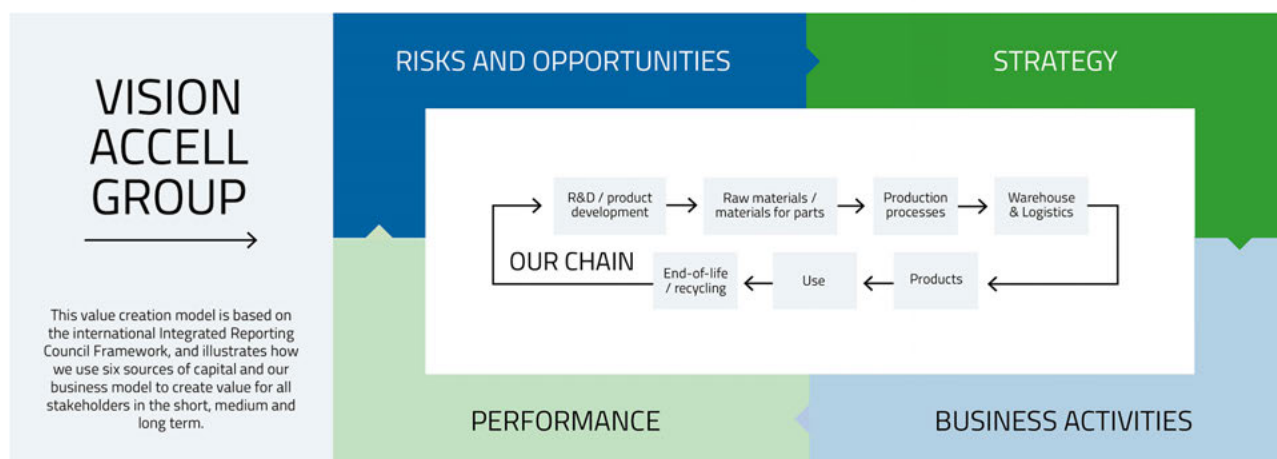 VISION
ACCELL
GROUP
This value creation model is based on
the international Integrated Reporting
Council Framework, and illustrates how
we use six sources of capital and our
business model to create value for all
stakeholders in the short, medium and
long term.
RISKS AND OPPORTUNITIES
STRATEGY
R&D / product
development
Raw materials /
materials for parts
Production
processes
Warehouse
& Logistics
OUR CHAIN
End-of-life
/ recycling
Use
Products
PERFORMANCE
BUSINESS ACTIVITIES